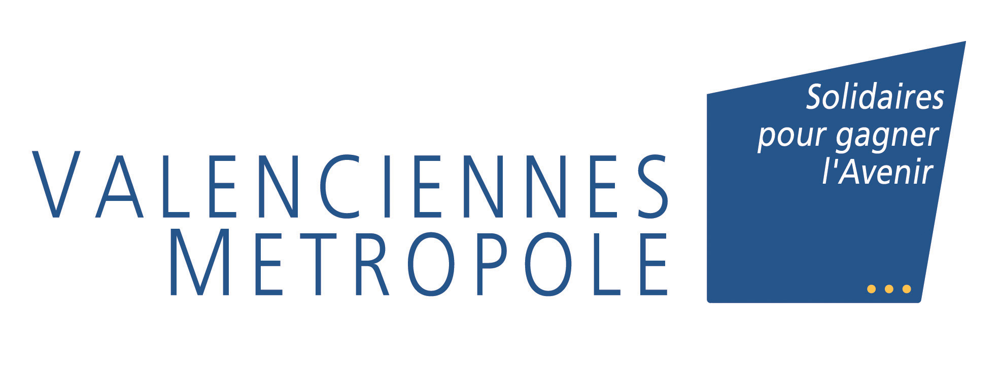 VALENCIENNES
METROPOLE
Solidaires
pour gagner
l'Avenir